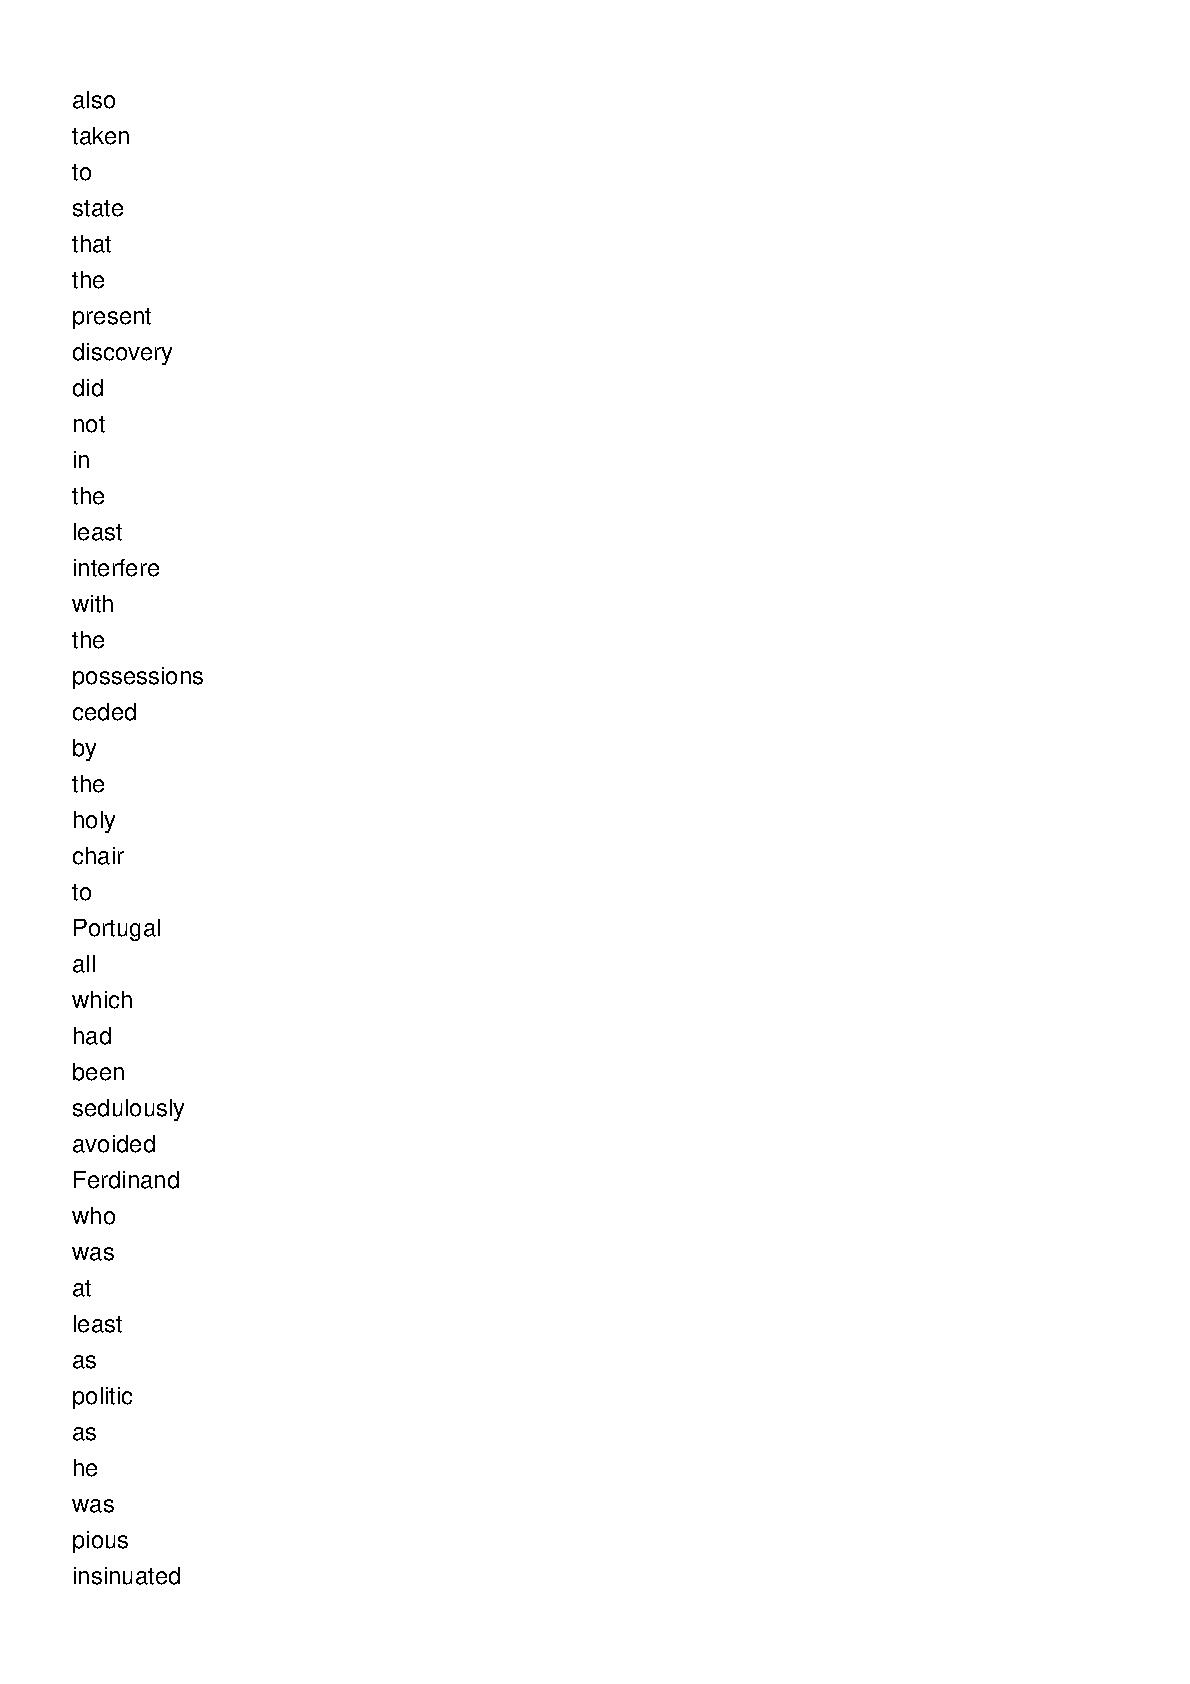 also
taken
to
state
that
the
present
discovery
did
not
in
the
least
interfere
with
the
possessions
ceded
by
the
holy
chair
to
Portugal
all
which
had
been
sedulously
avoided
Ferdinand
who
was
at
least
as
politic
as
he
was
pious
insinuated